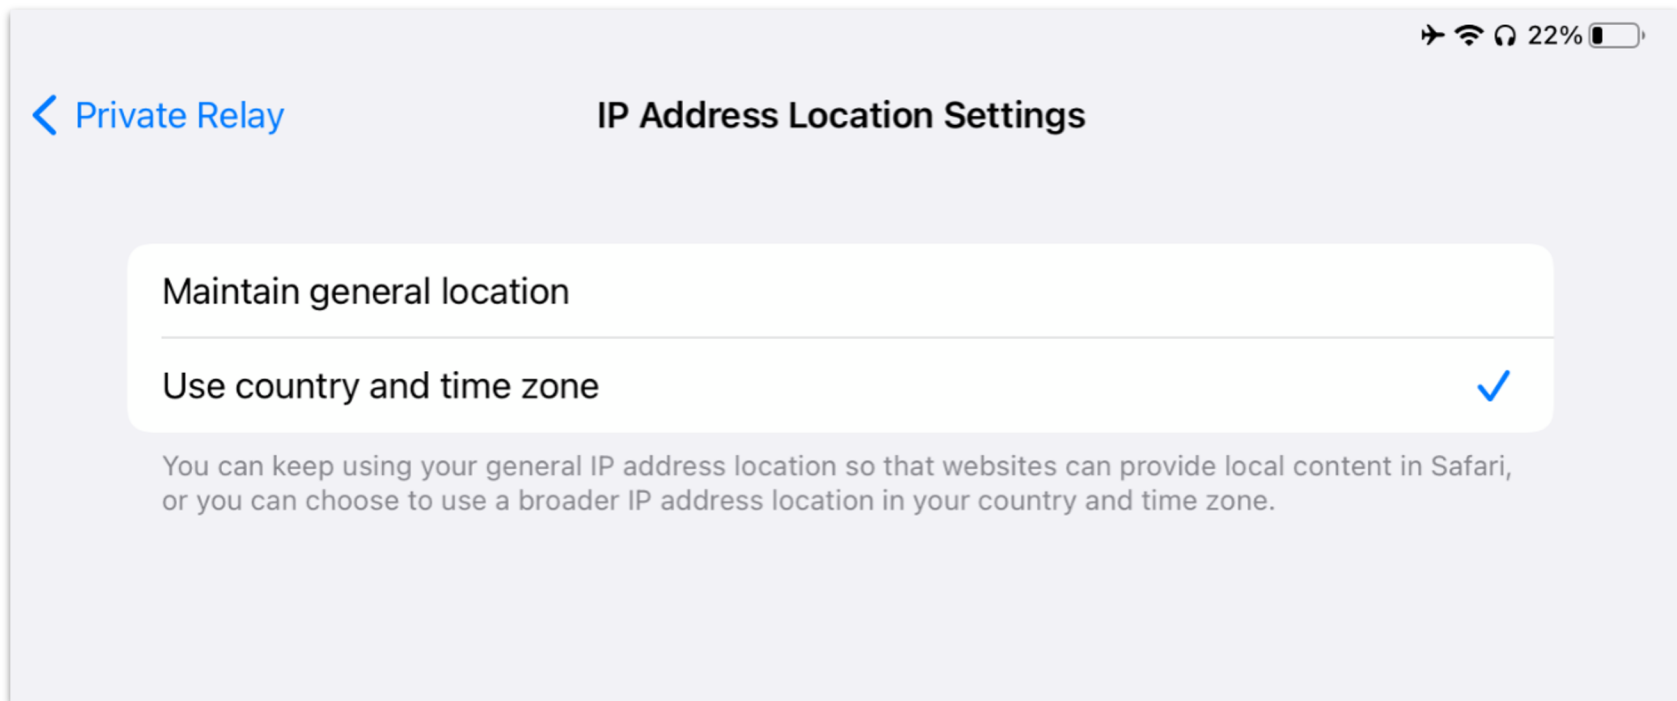 22%
Private Relay
IP Address Location Settings
Maintain general location
Use country and time zone
You can keep using your general IP address location so that websites can provide local content in Safari,
or you can choose to use a broader IP address location in your country and time zone.